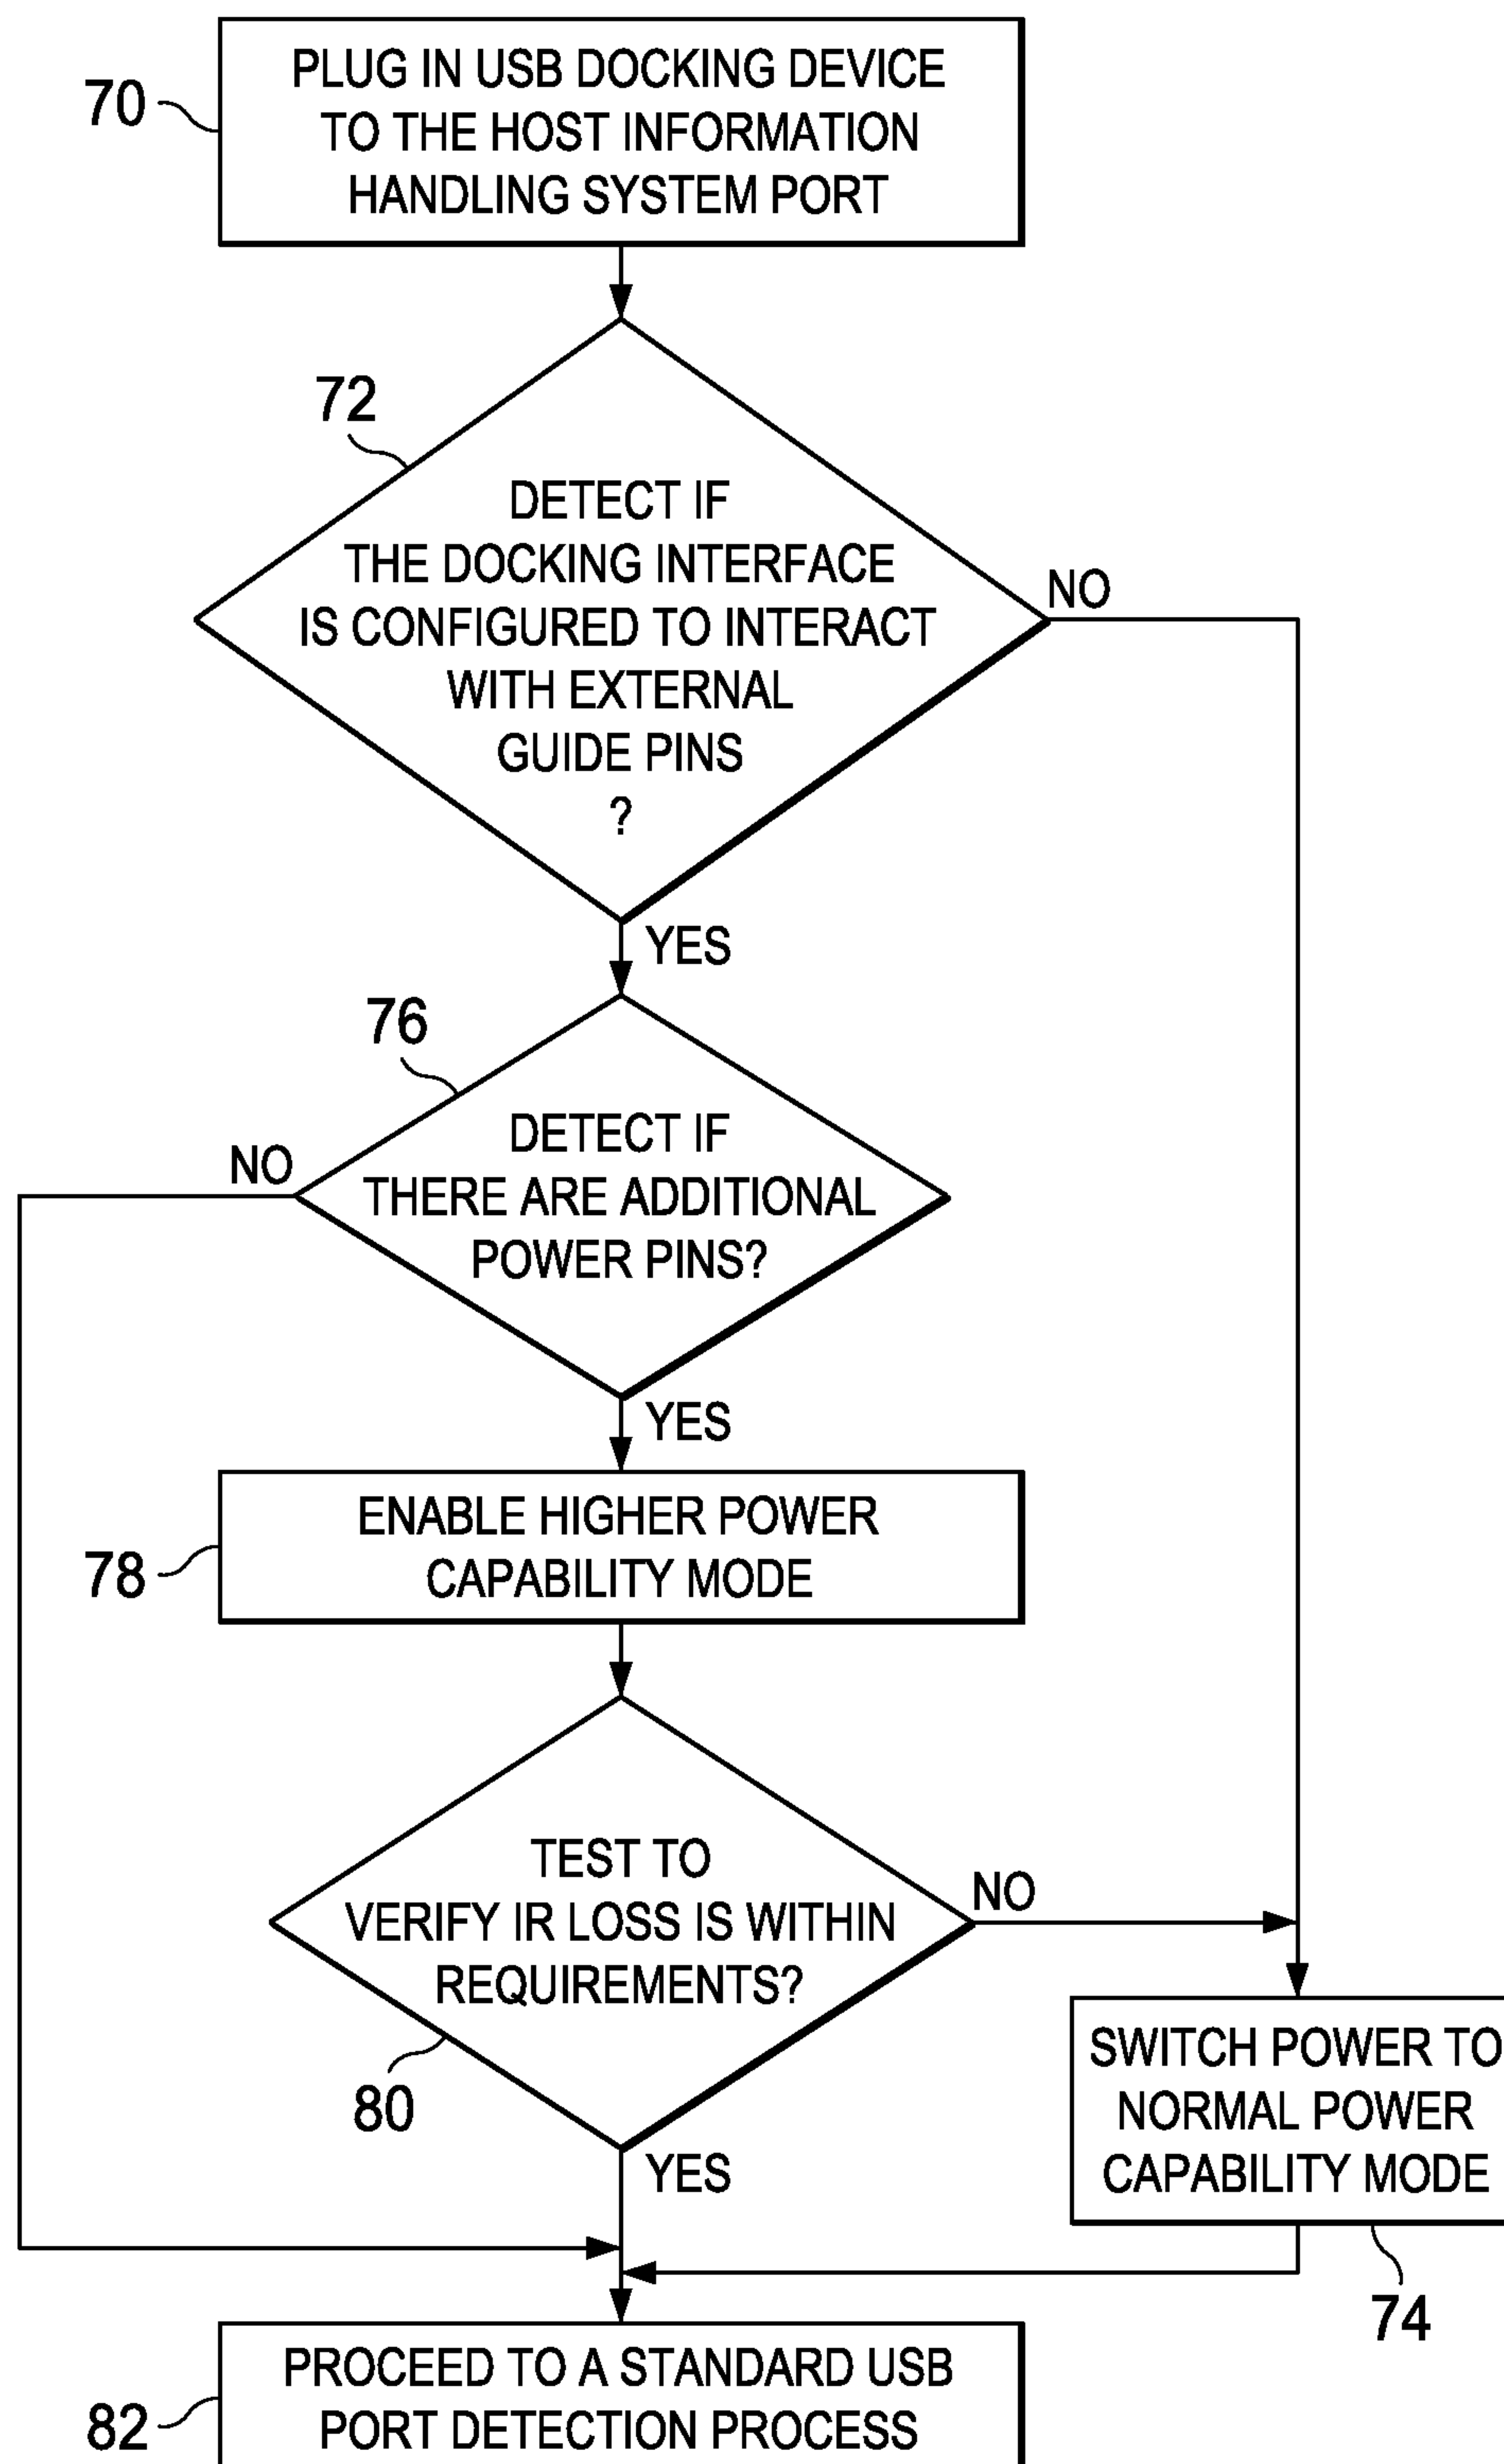 70
PLUG IN USB DOCKING DEVICE
TO THE HOST INFORMATION
HANDLING SYSTEM PORT
72
DETECT IF
THE DOCKING INTERFACE
IS CONFIGURED TO INTERACT
WITH EXTERNAL
GUIDE PINS
?
NO
YES
76
DETECT IF
THERE ARE ADDITIONAL
POWER PINS?
NO
YES
78
ENABLE HIGHER POWER
CAPABILITY MODE
TEST TO
VERIFY IR LOSS IS WITHIN
REQUIREMENTS?
NO
80
YES
SWITCH POWER TO
NORMAL POWER
CAPABILITY MODE
74
82
PROCEED TO A STANDARD USB
PORT DETECTION PROCESS